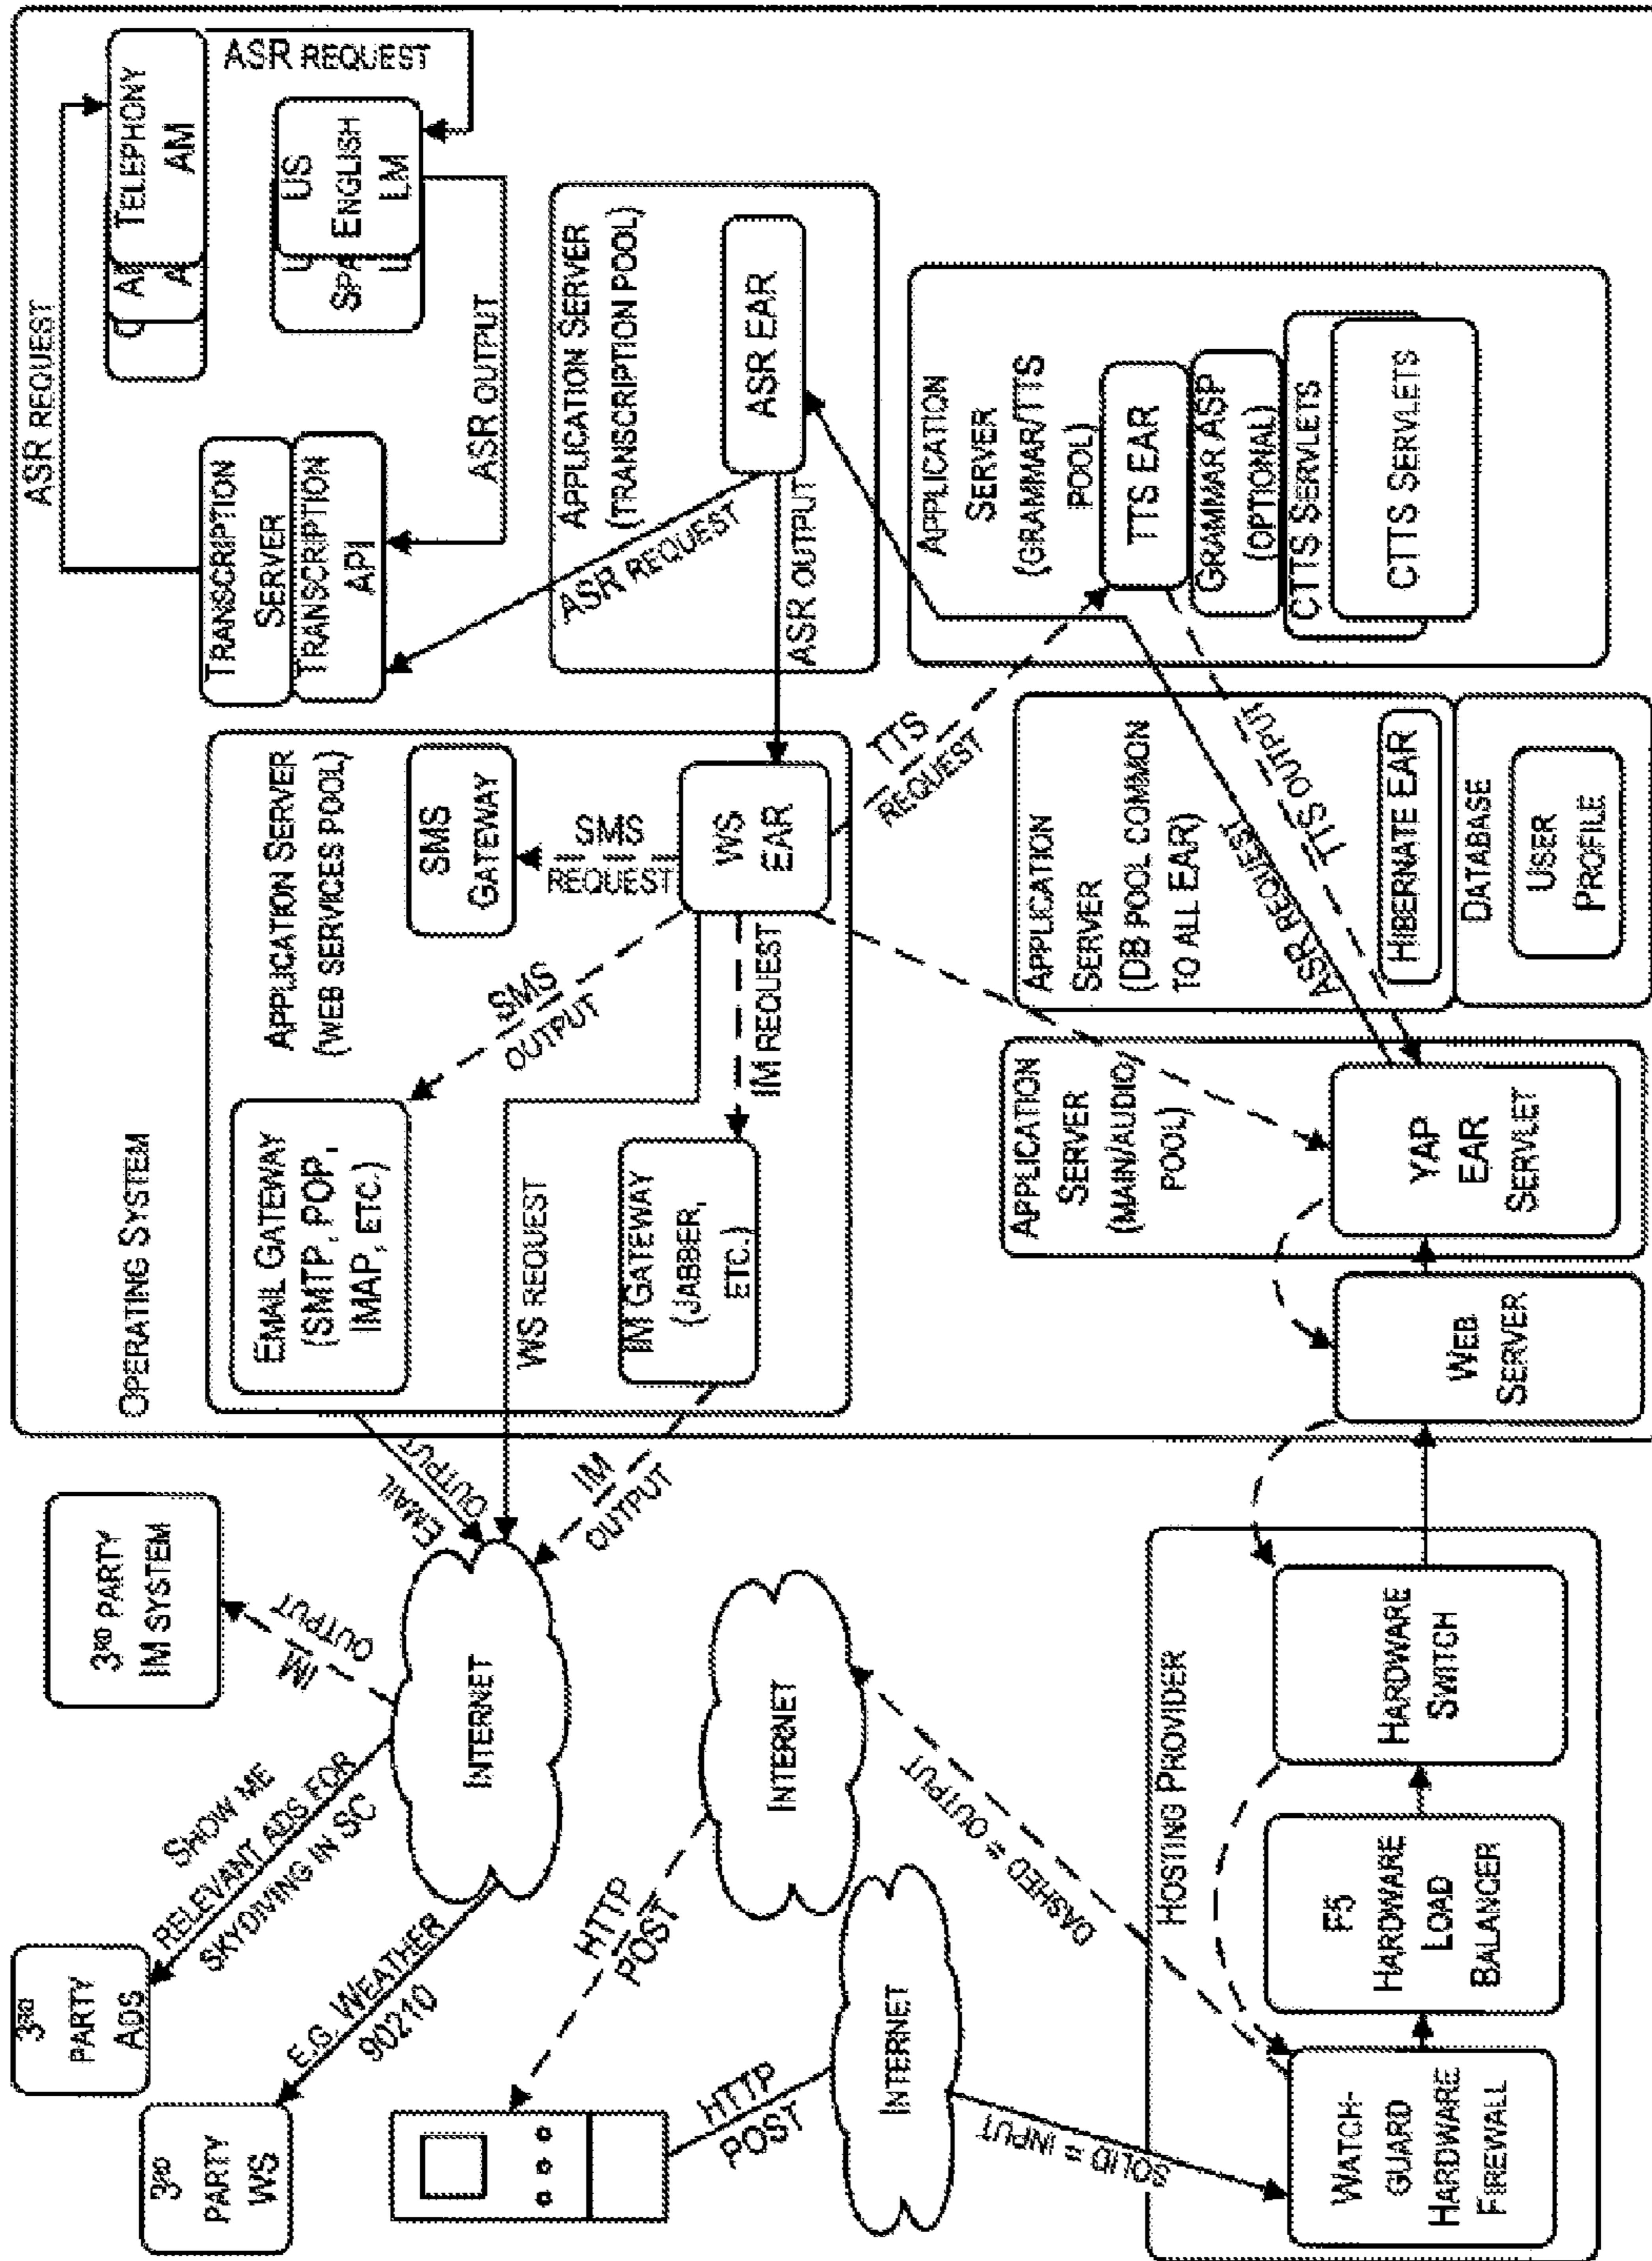 3RD
PARTY
ADS
3RD
PARTY
WS
SHOW ME
RELEVANT ADS FOR
SKYDIVING IN SC
E.G. WEATHER
90210
3RD PARTY
IM SYSTEM
IM
OUTPUT
INTERNET
HTTP
POST
INTERNET
HTTP
POST
INTERNET
SOLID = INPUT
DASHED = OUTPUT
HOSTING PROVIDER
WATCH-
GUARD
HARDWARE
FIREWALL
F5
HARDWARE
LOAD
BALANCER
HARDWARE
SWITCH
EMAIL
OUTPUT
IM
OUTPUT
OPERATING SYSTEM
EMAIL GATEWAY
(SMTP, POP,
IMAP, ETC.)
WS REQUEST
IM GATEWAY
(JABBER,
ETC.)
APPLICATION SERVER
(WEB SERVICES POOL)
SMS
OUTPUT
IM REQUEST
SMS
GATEWAY
SMS
REQUEST
WS
EAR
ASR REQUEST
TRANSCRIPTION
SERVER
TRANSCRIPTION
API
TELEPHONY
AM
ASR REQUEST
US
ENGLISH
LM
SPA
ASR OUTPUT
APPLICATION SERVER
(TRANSCRIPTION POOL)
ASR EAR
ASR REQUEST
ASR OUTPUT
TTS
REQUEST
APPLICATION
SERVER
(GRAMMAR/TTS
POOL)
TTS EAR
GRAMMAR ASP
(OPTIONAL)
CTTS SERVLETS
CTTS SERVLETS
TTS OUTPUT
ASR REQUEST
APPLICATION
SERVER
(DB POOL COMMON
TO ALL EAR)
HIBERNATE EAR
DATABASE
USER
PROFILE
APPLICATION
SERVER
(MAIN/AUDIO
POOL)
YAP
EAR
SERVLET
WEB
SERVER